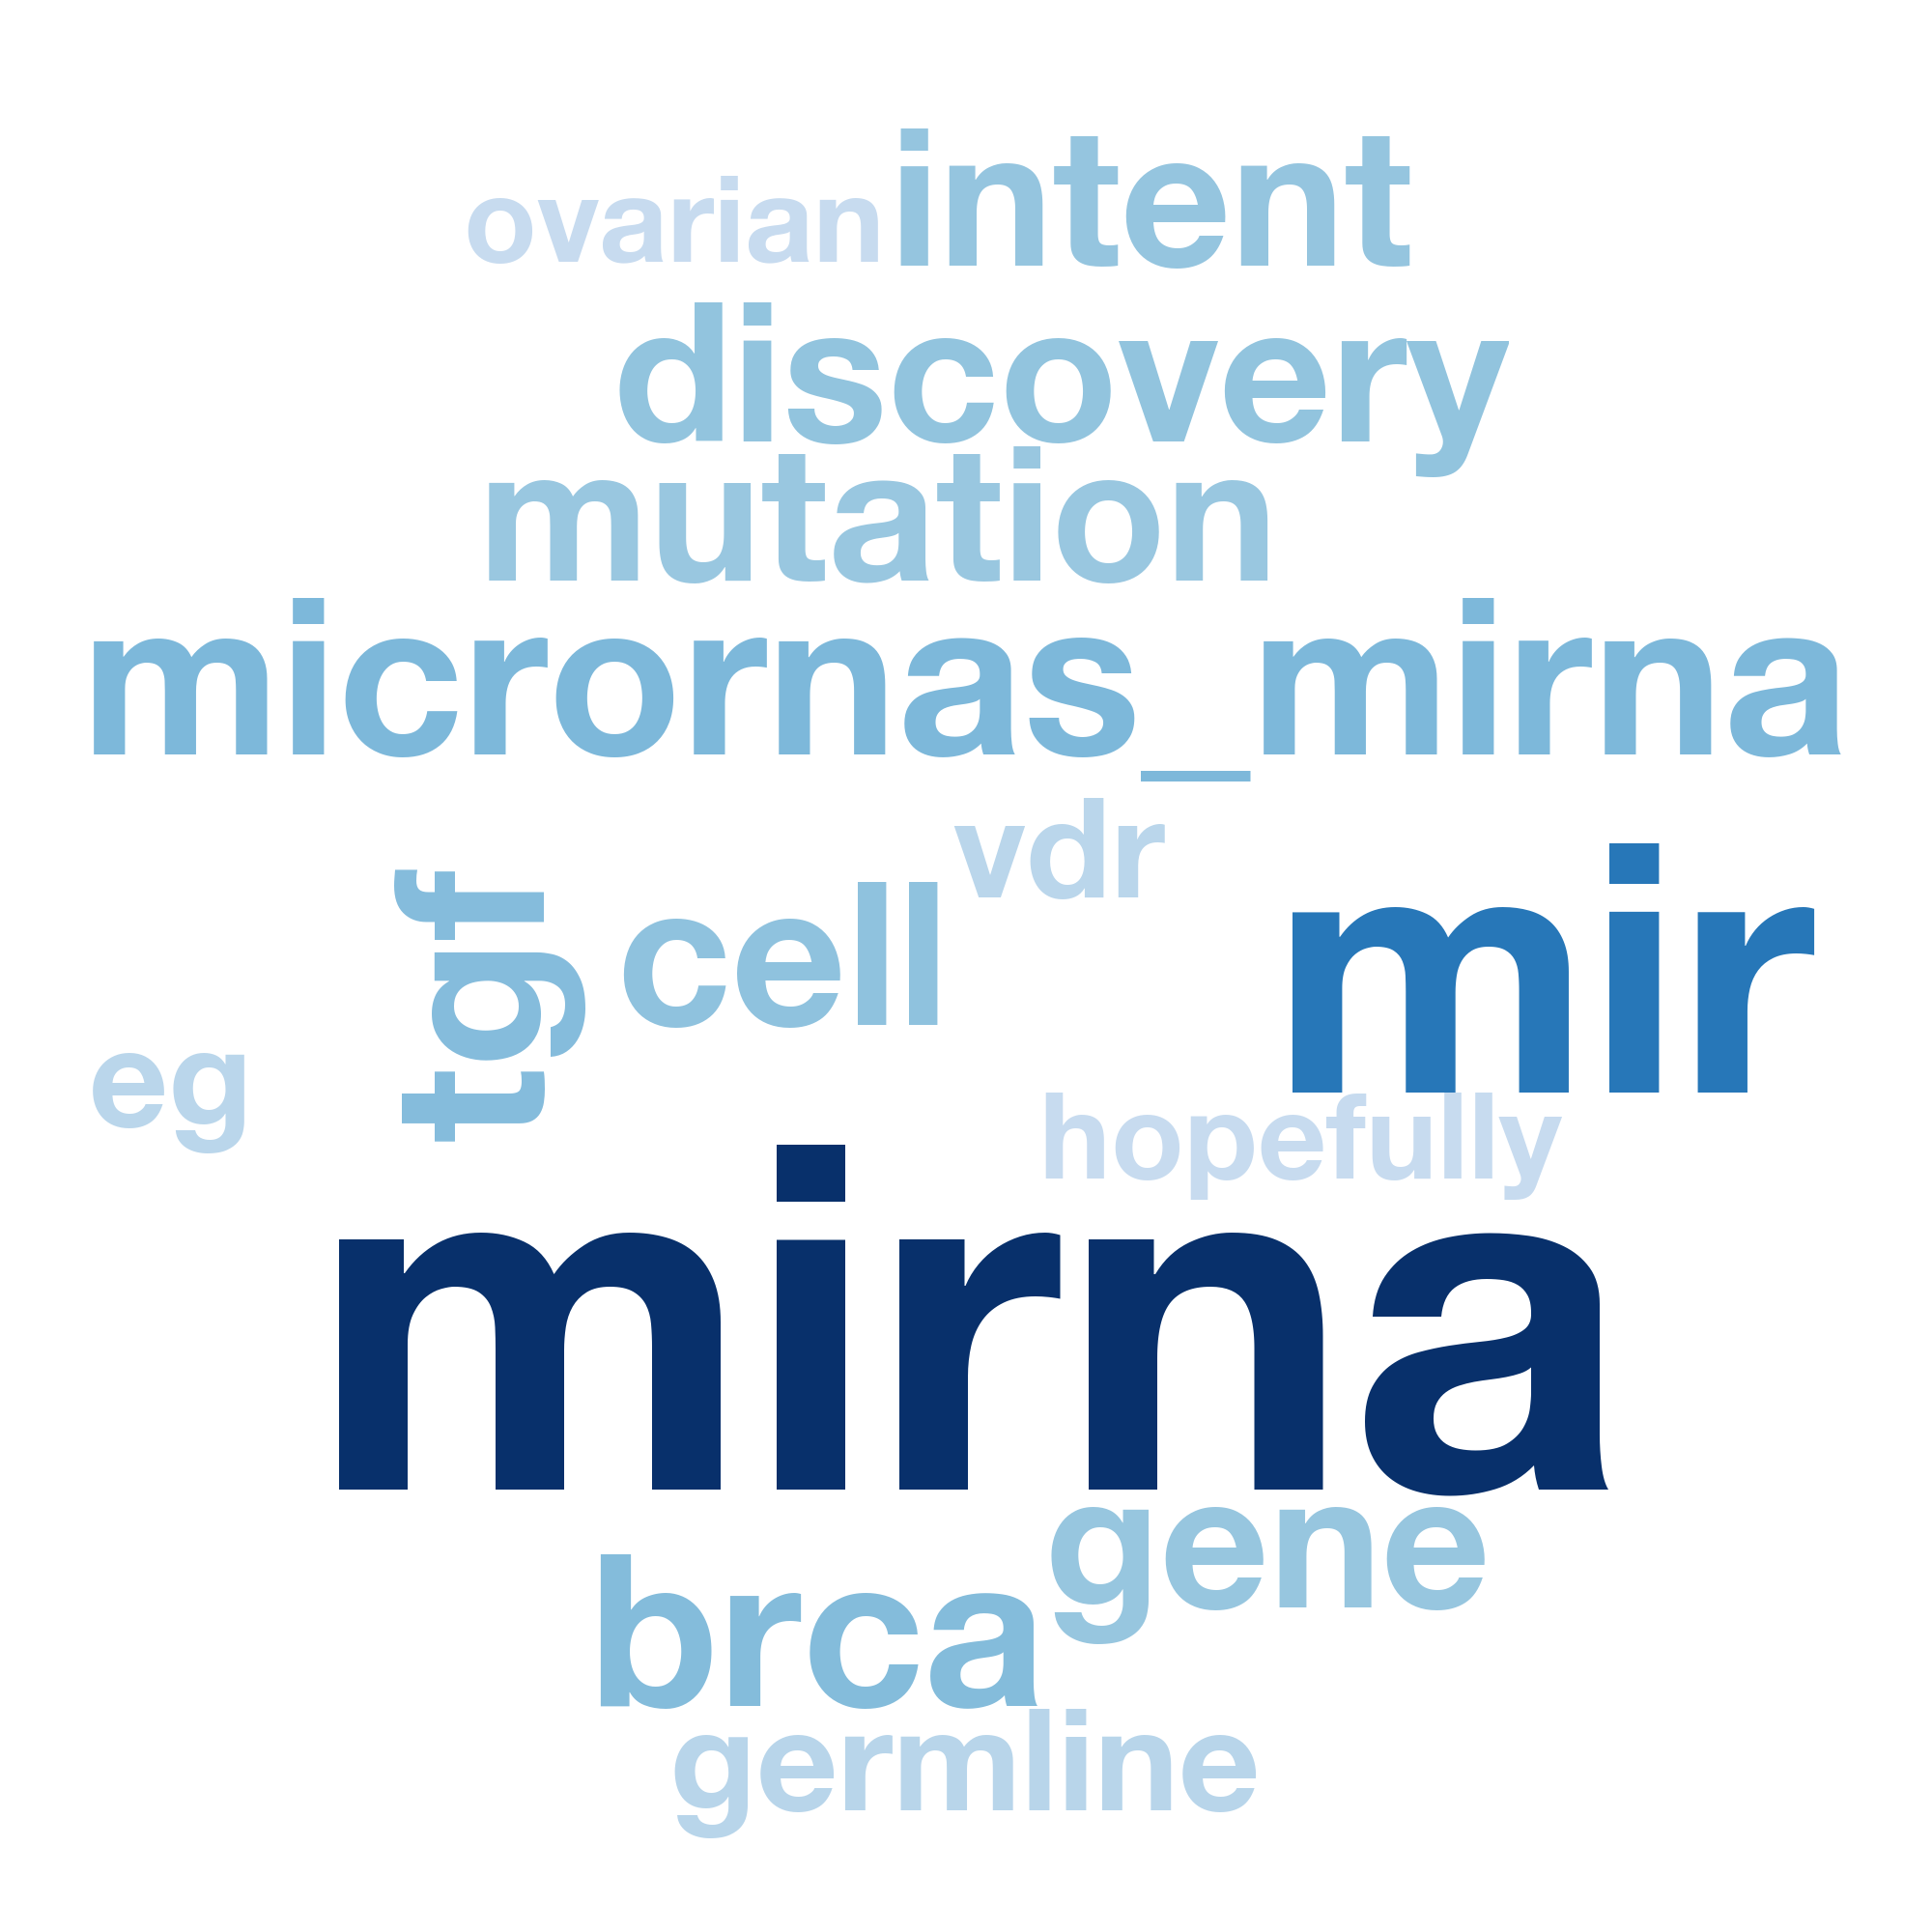 ovarian intent
discovery
mutation
micrornas_mirna
vdr
tgf cell mir
eg hopefully
mirna
gene
brca
germline